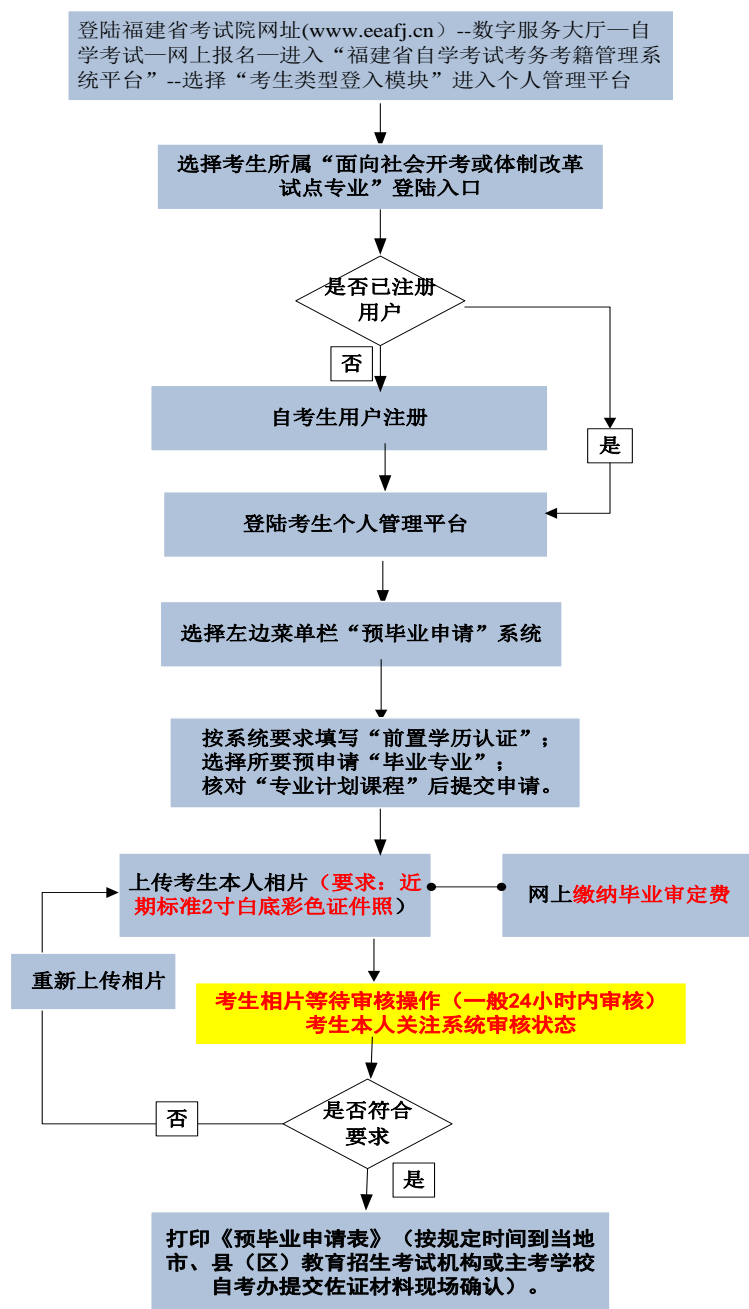 登陆福建省考试院网址(www.eeafj.cn）--数字服务大厅—自
学考试—网上报名—进入“福建省自学考试考务考籍管理系
统平台”--选择“考生类型登入模块”进入个人管理平台
选择考生所属“面向社会开考或体制改革
试点专业”登陆入口
是否已注册
用户
否
自考生用户注册
是
登陆考生个人管理平台
选择左边菜单栏“预毕业申请”系统
按系统要求填写“前置学历认证”；
选择所要预申请“毕业专业”；
核对“专业计划课程”后提交申请。
上传考生本人相片（要求：近
期标准2寸白底彩色证件照）
网上缴纳毕业审定费
重新上传相片
考生相片等待审核操作（一般24小时内审核）
考生本人关注系统审核状态
是否符合
要求
否
是
打印《预毕业申请表》（按规定时间到当地
市、县（区）教育招生考试机构或主考学校
自考办提交佐证材料现场确认）。